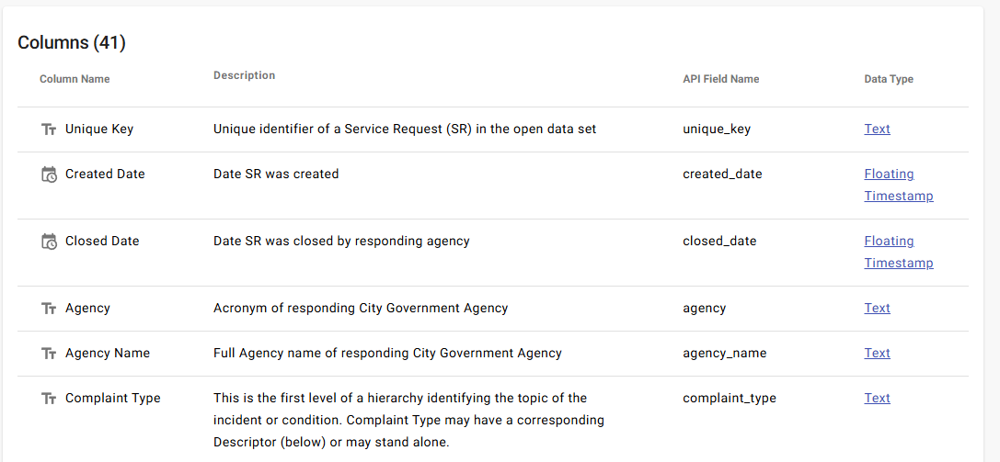 Columns (41)
Column Name Description API Field Name Data Type
Unique Key Unique identifier of a Service Request (SR) in the open data set unique_key Text
Created Date Date SR was created created_date Floating
Timestamp
Closed Date Date SR was closed by responding agency closed_date Floating
Timestamp
Agency Acronym of responding City Government Agency agency Text
Agency Name Full Agency name of responding City Government Agency agency_name Text
Complaint Type This is the first level of a hierarchy identifying the topic of the complaint_type Text
incident or condition. Complaint Type may have a corresponding
Descriptor (below) or may stand alone.